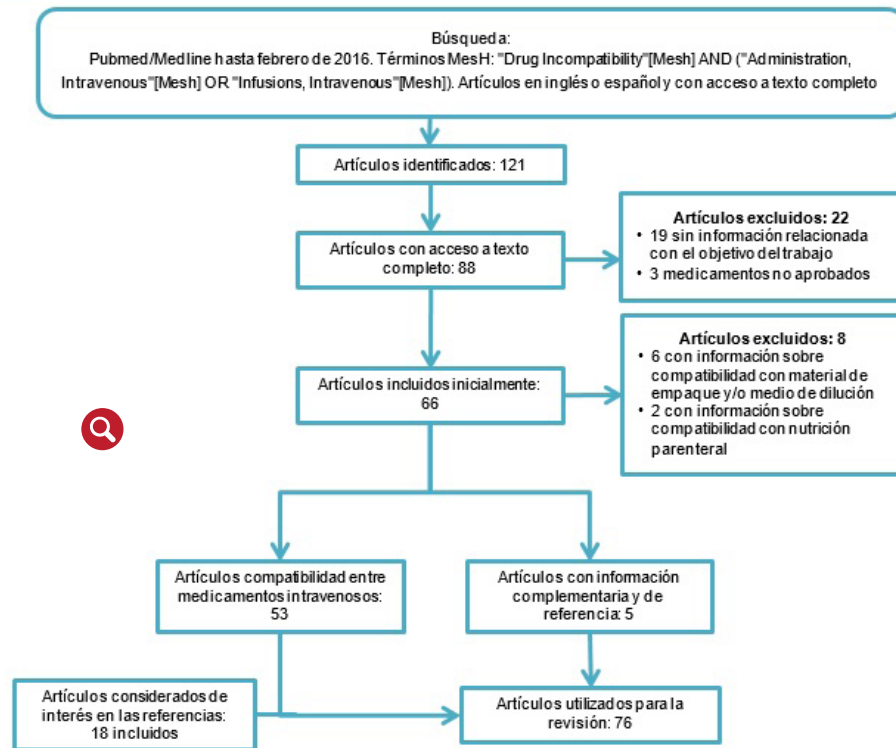 Búsqueda:
Pubmed/Medline hasta febrero de 2016. Términos MesH: "Drug Incompatibility"[Mesh] AND ("Administration,
Intravenous"[Mesh] OR "Infusions, Intravenous"[Mesh]). Artículos en inglés o español y con acceso a texto completo
Artículos identificados: 121
Artículos con acceso a texto
completo: 88
Artículos excluidos: 22
• 19 sin información relacionada
con el objetivo del trabajo
• 3 medicamentos no aprobados
Artículos incluidos inicialmente:
66
Artículos excluidos: 8
• 6 con información sobre
compatibilidad con material de
empaque y/o medio de dilución
• 2 con información sobre
compatibilidad con nutrición
parenteral
Artículos compatibilidad entre
medicamentos intravenosos:
53
Artículos con información
complementaria y de
referencia: 5
Artículos considerados de
interés en las referencias:
18 incluidos
Artículos utilizados para la
revisión: 76